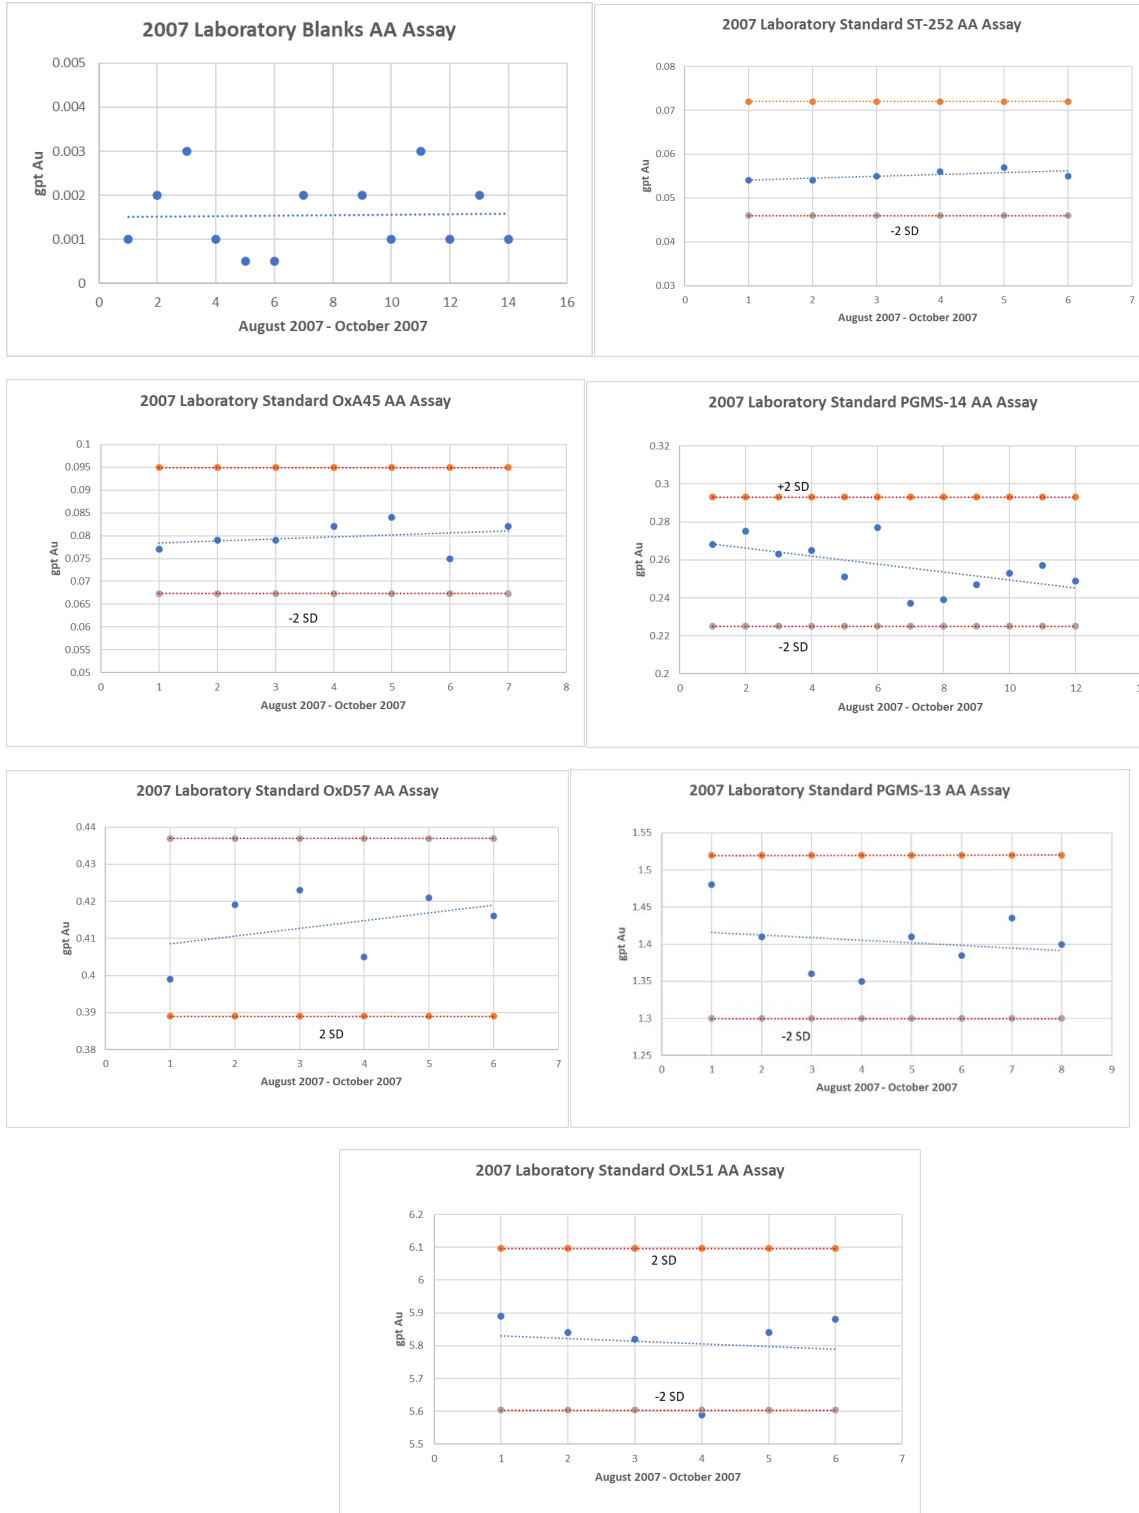 2007 Laboratory Blanks AA Assay
0.005
0.004
0.003
0.002
0.001
0
gpt Au
0 2 4 6 8 10 12 14 16
August 2007 - October 2007
2007 Laboratory Standard ST-252 AA Assay
0.08
0.07
0.06
0.05
0.04
0.03
gpt Au
-2 SD
0 1 2 3 4 5 6 7
August 2007 - October 2007
2007 Laboratory Standard OxA45 AA Assay
0.1
0.095
0.09
0.085
0.08
0.075
0.07
0.065
0.06
0.055
0.05
gpt Au
-2 SD
0 1 2 3 4 5 6 7 8
August 2007 - October 2007
2007 Laboratory Standard PGMS-14 AA Assay
0.32
0.3
0.28
0.26
0.24
0.22
0.2
gpt Au
+2 SD
-2 SD
0 2 4 6 8 10 12
August 2007 - October 2007
2007 Laboratory Standard OxD57 AA Assay
0.44
0.43
0.42
0.41
0.4
0.39
0.38
gpt Au
2 SD
0 1 2 3 4 5 6 7
August 2007 - October 2007
2007 Laboratory Standard PGMS-13 AA Assay
1.55
1.5
1.45
1.4
1.35
1.3
1.25
gpt Au
-2 SD
0 1 2 3 4 5 6 7 8 9
August 2007 - October 2007
2007 Laboratory Standard OxL51 AA Assay
6.2
6.1
6
5.9
5.8
5.7
5.6
5.5
gpt Au
2 SD
-2 SD
0 1 2 3 4 5 6 7
August 2007 - October 2007